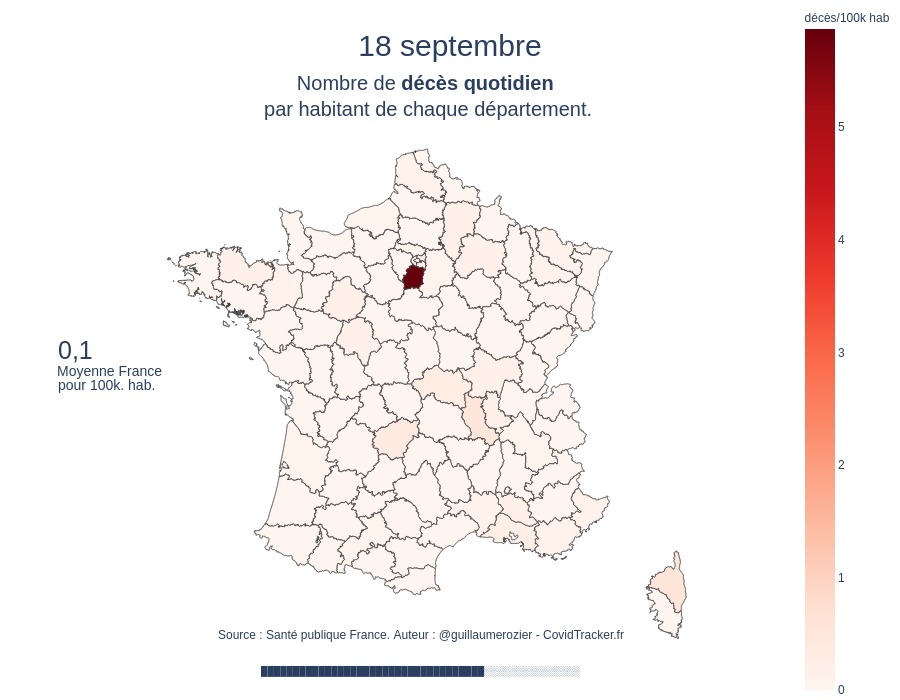 18 septembre
Nombre de décès quotidien
par habitant de chaque département.
décès/100k hab
5
4
3
2
1
0
0,1
Moyenne France
pour 100k. hab.
Source : Santé publique France. Auteur : @guillaumerozier - CovidTracker.fr